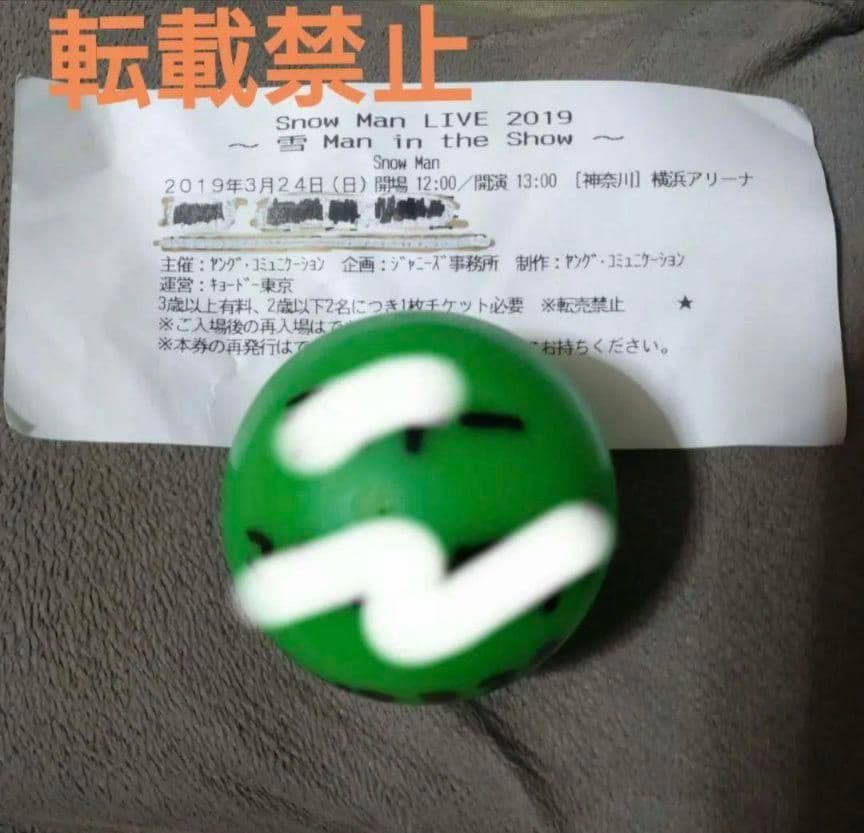 転載禁止
Snow Man LIVE 2019
～ 雪 Man in the Show ～
Snow Man
2019年3月24日(日) 開場 12:00／開演 13:00 [神奈川] 横浜アリーナ
主催：ﾔﾝｸﾞ･ｺﾐｭﾆｹｰｼｮﾝ 企画：ｼﾞｬﾆｰｽﾞ事務所 制作：ﾔﾝｸﾞ･ｺﾐｭﾆｹｰｼｮﾝ
運営：ｷｮｰﾄﾞｰ東京
3歳以上有料、2歳以下2名につき1枚チケット必要 ※転売禁止 ★
※ご入場後の再入場はで
※本券の再発行はで お持ちください。